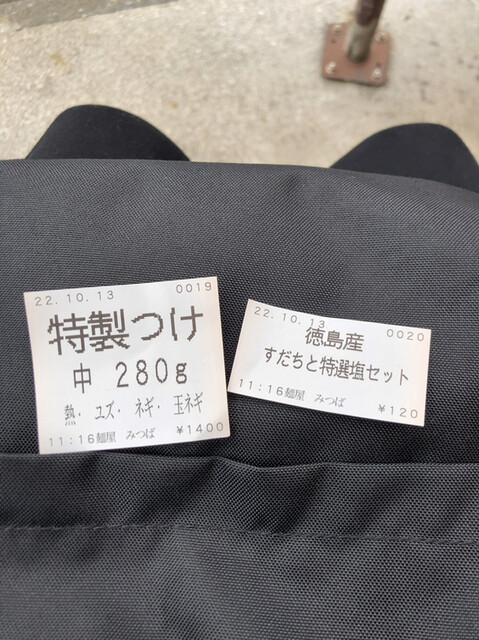 22.10.13 0019
特製つけ
中 280g
熱・ユズ・ネギ・玉ネギ
11:16麺屋 みつば ¥1400
22.10.13 0020
徳島産
すだちと特選塩セット
11:16麺屋 みつば ¥120